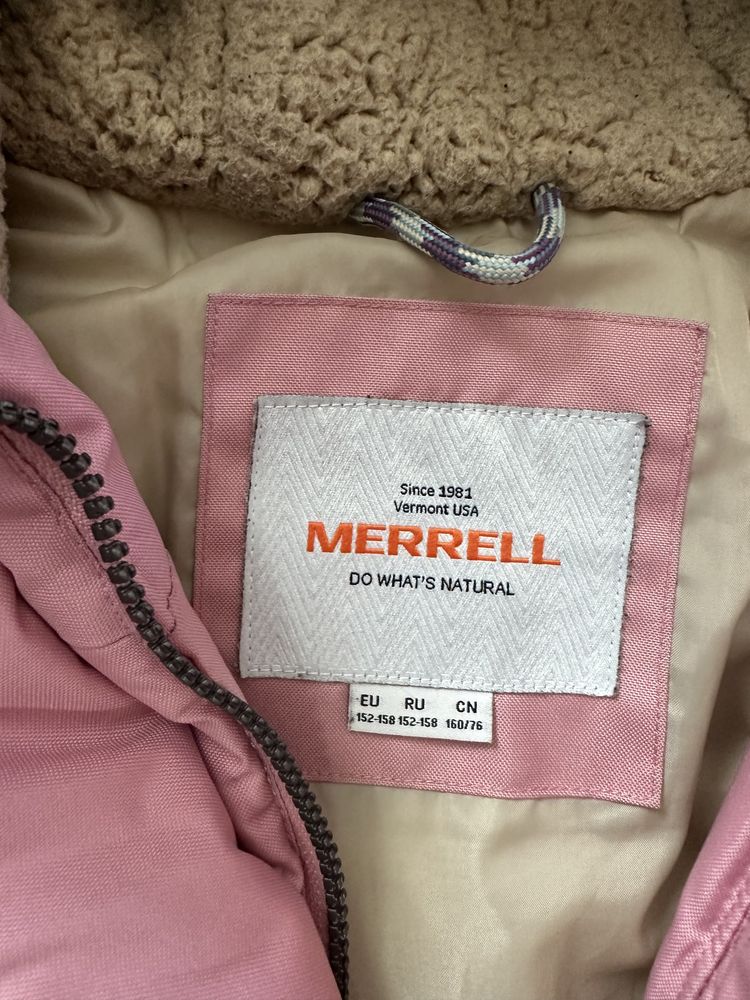 Since 1981
Vermont USA
MERRELL
DO WHAT'S NATURAL
EU RU CN
152-158 152-158 160/76